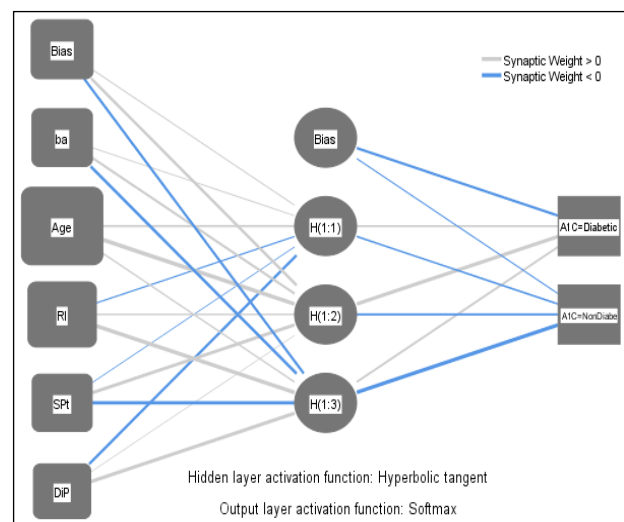 Bias
Synaptic Weight > 0
Synaptic Weight < 0
ba
Bias
Age
H(1:1)
A1C=Diabetic
RI
H(1:2)
A1C=NonDiabe
SPt
H(1:3)
DiP
Hidden layer activation function: Hyperbolic tangent
Output layer activation function: Softmax